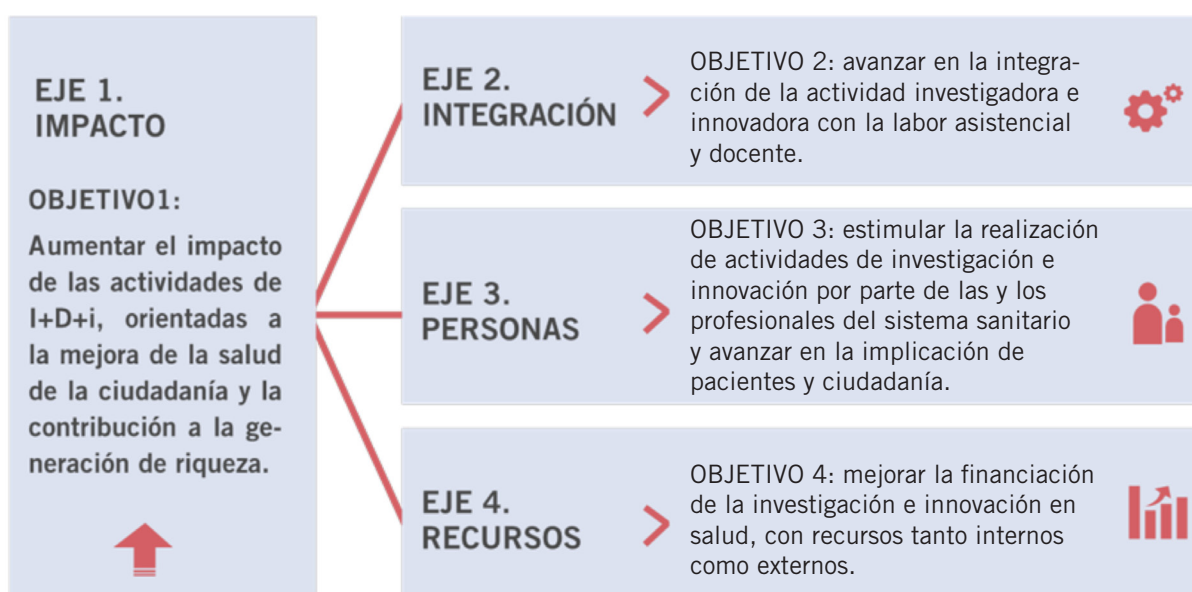 EJE 1.
IMPACTO
OBJETIVO1:
Aumentar el impacto
de las actividades de
I+D+i, orientadas a
la mejora de la salud
de la ciudadanía y la
contribución a la ge-
neración de riqueza.
EJE 2.
INTEGRACIÓN
OBJETIVO 2: avanzar en la integra-
ción de la actividad investigadora e
innovadora con la labor asistencial
y docente.
EJE 3.
PERSONAS
OBJETIVO 3: estimular la realización
de actividades de investigación e
innovación por parte de las y los
profesionales del sistema sanitario
y avanzar en la implicación de
pacientes y ciudadanía.
EJE 4.
RECURSOS
OBJETIVO 4: mejorar la financiación
de la investigación e innovación en
salud, con recursos tanto internos
como externos.